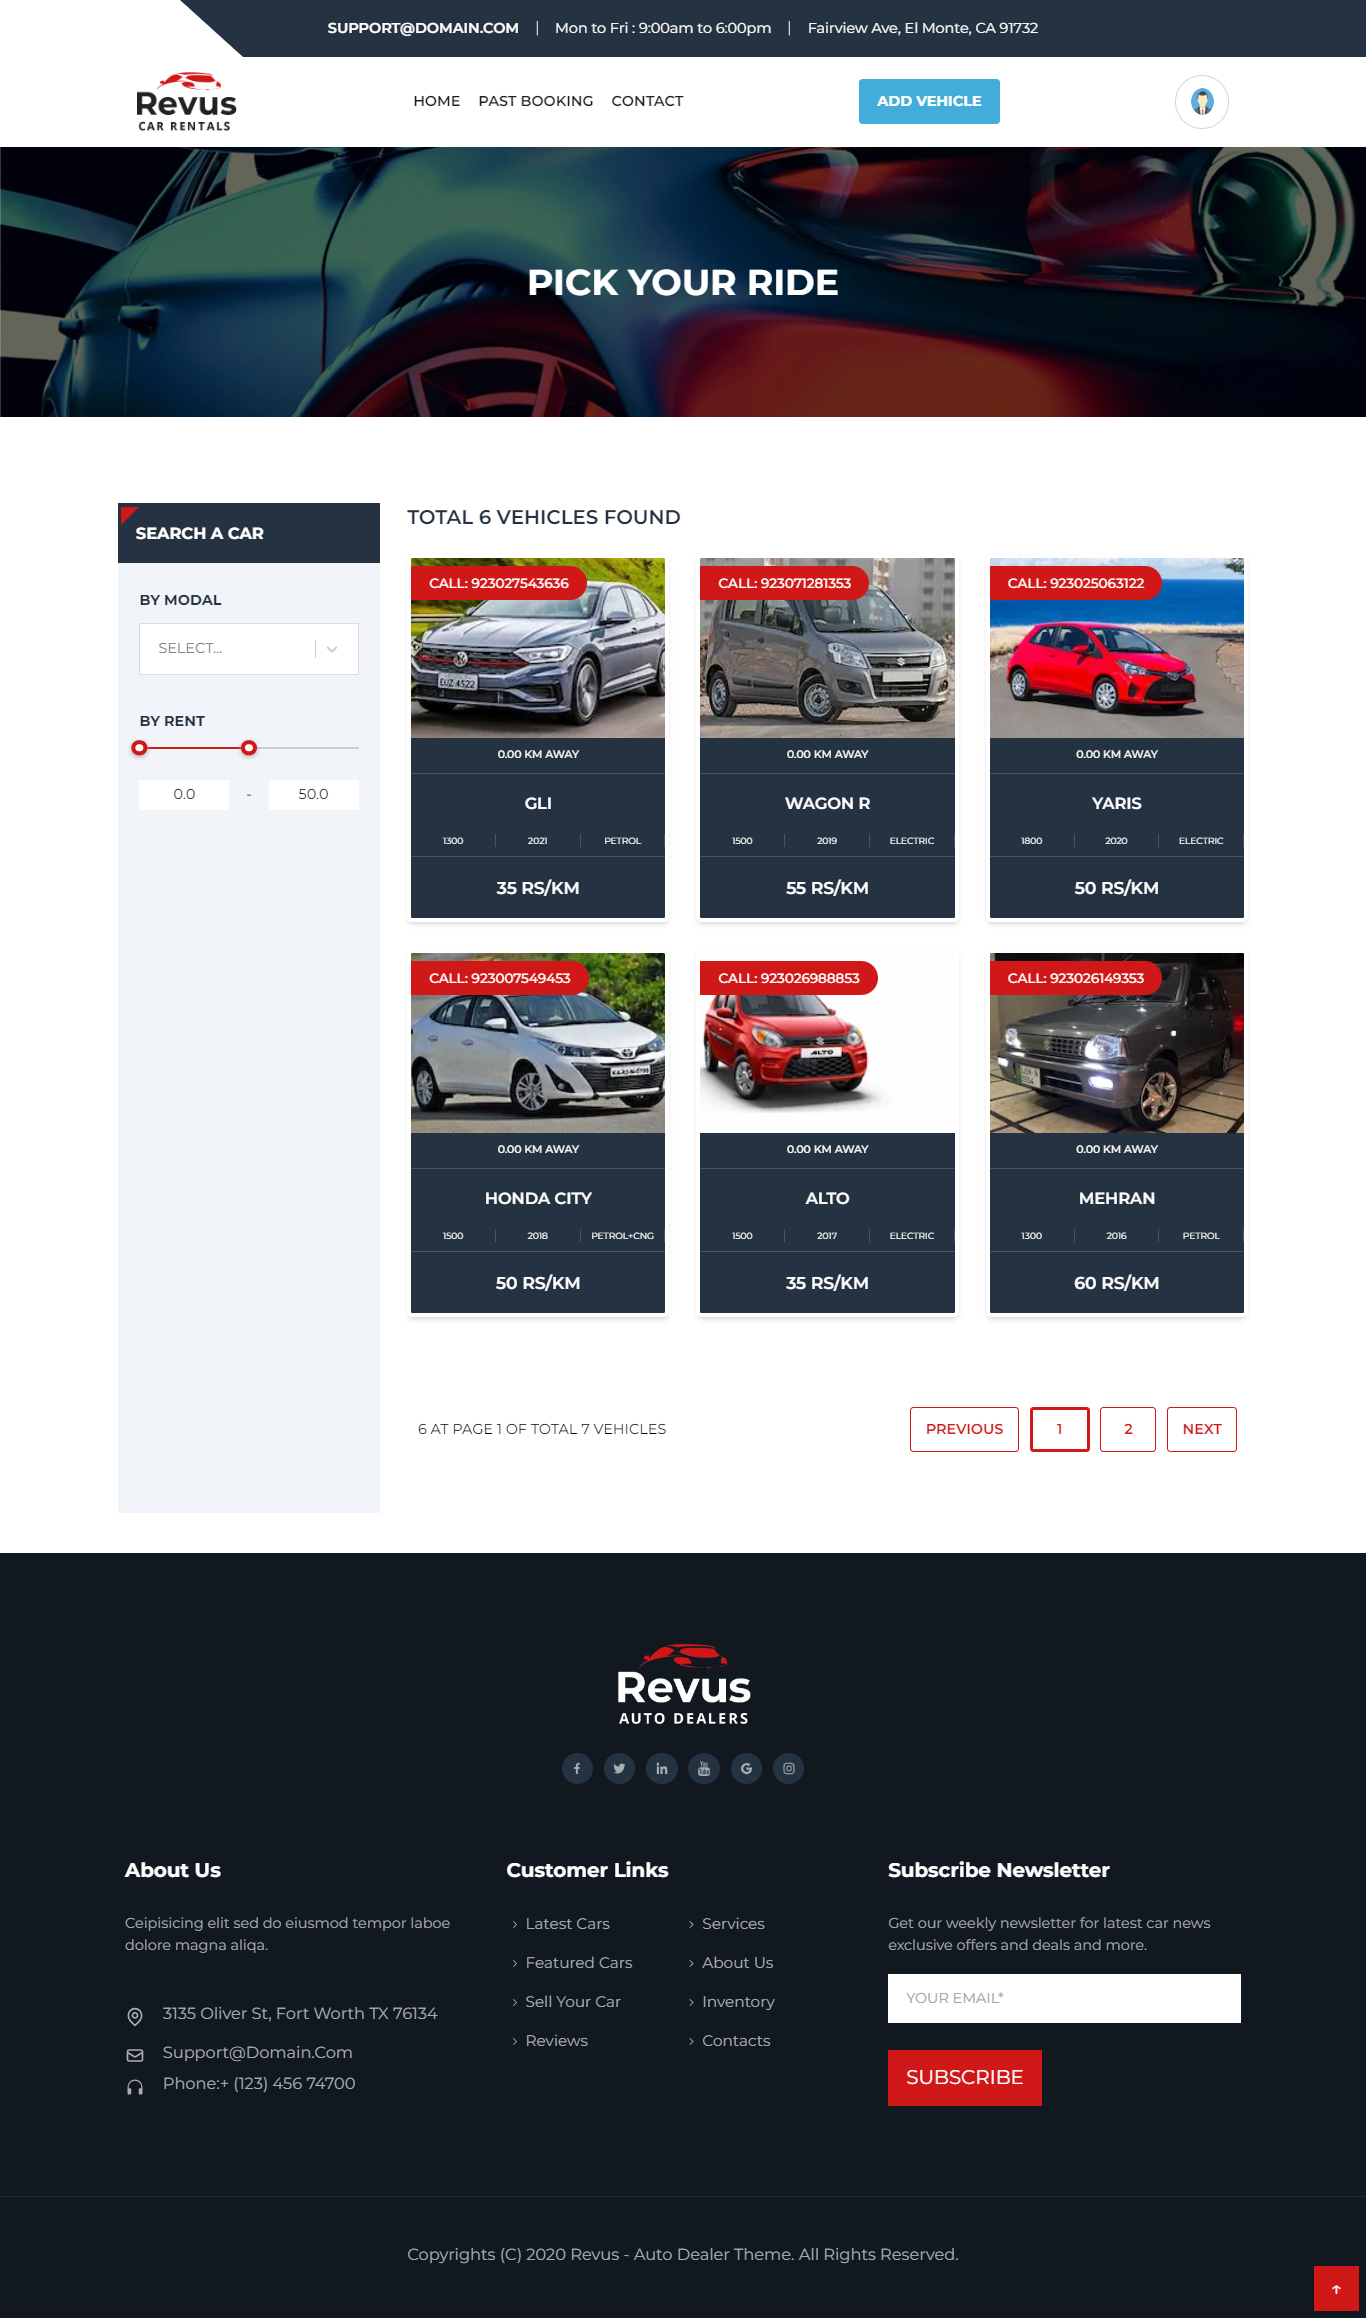 SUPPORT@DOMAIN.COM | Mon to Fri : 9:00am to 6:00pm | Fairview Ave, El Monte, CA 91732
Revus
CAR RENTALS
HOME PAST BOOKING CONTACT
ADD VEHICLE
PICK YOUR RIDE
SEARCH A CAR
BY MODAL
SELECT...
BY RENT
0.0 - 50.0
TOTAL 6 VEHICLES FOUND
CALL: 923027543636
EUZ 4522
0.00 KM AWAY
GLI
1300 2021 PETROL
35 RS/KM
CALL: 923071281353
0.00 KM AWAY
WAGON R
1500 2019 ELECTRIC
55 RS/KM
CALL: 923025063122
0.00 KM AWAY
YARIS
1800 2020 ELECTRIC
50 RS/KM
CALL: 923007549453
0.00 KM AWAY
HONDA CITY
1500 2018 PETROL+CNG
50 RS/KM
CALL: 923026988853
ALTO
0.00 KM AWAY
ALTO
1500 2017 ELECTRIC
35 RS/KM
CALL: 923026149353
0.00 KM AWAY
MEHRAN
1300 2016 PETROL
60 RS/KM
6 AT PAGE 1 OF TOTAL 7 VEHICLES
PREVIOUS 1 2 NEXT
Revus
AUTO DEALERS
About Us
Ceipisicing elit sed do eiusmod tempor laboe
dolore magna aliqa.
3135 Oliver St, Fort Worth TX 76134
Support@Domain.Com
Phone:+ (123) 456 74700
Customer Links
Latest Cars
Featured Cars
Sell Your Car
Reviews
Services
About Us
Inventory
Contacts
Subscribe Newsletter
Get our weekly newsletter for latest car news
exclusive offers and deals and more.
YOUR EMAIL*
SUBSCRIBE
Copyrights (C) 2020 Revus - Auto Dealer Theme. All Rights Reserved.